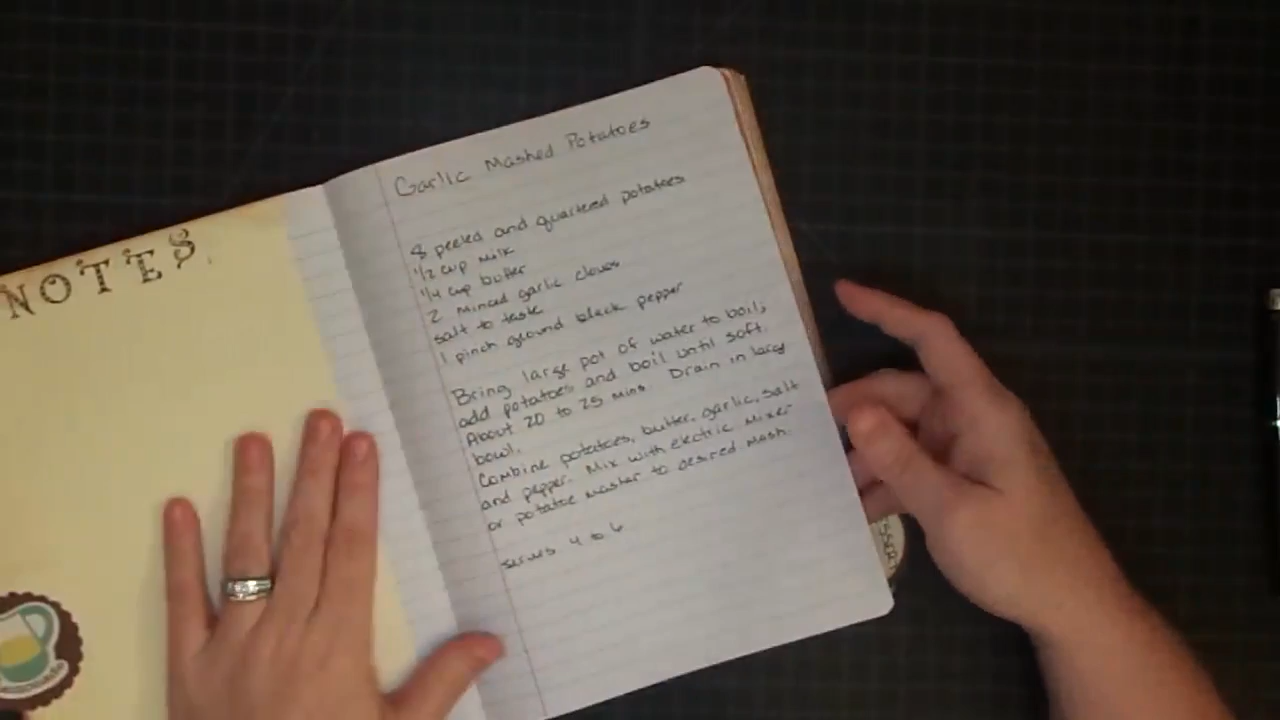 NOTES
Garlic Mashed Potatoes
8 peeled and quartered potatoes
1/2 cup milk
1/4 cup butter
2 minced garlic cloves
salt to taste
1 pinch ground black pepper
Bring large pot of water to boil;
add potatoes and boil until soft.
About 20 to 25 mins. Drain in large
bowl.
Combine potatoes, butter, garlic, salt
and pepper. Mix with electric mixer
or potatoe masher to desired mash.
serves 4 to 6